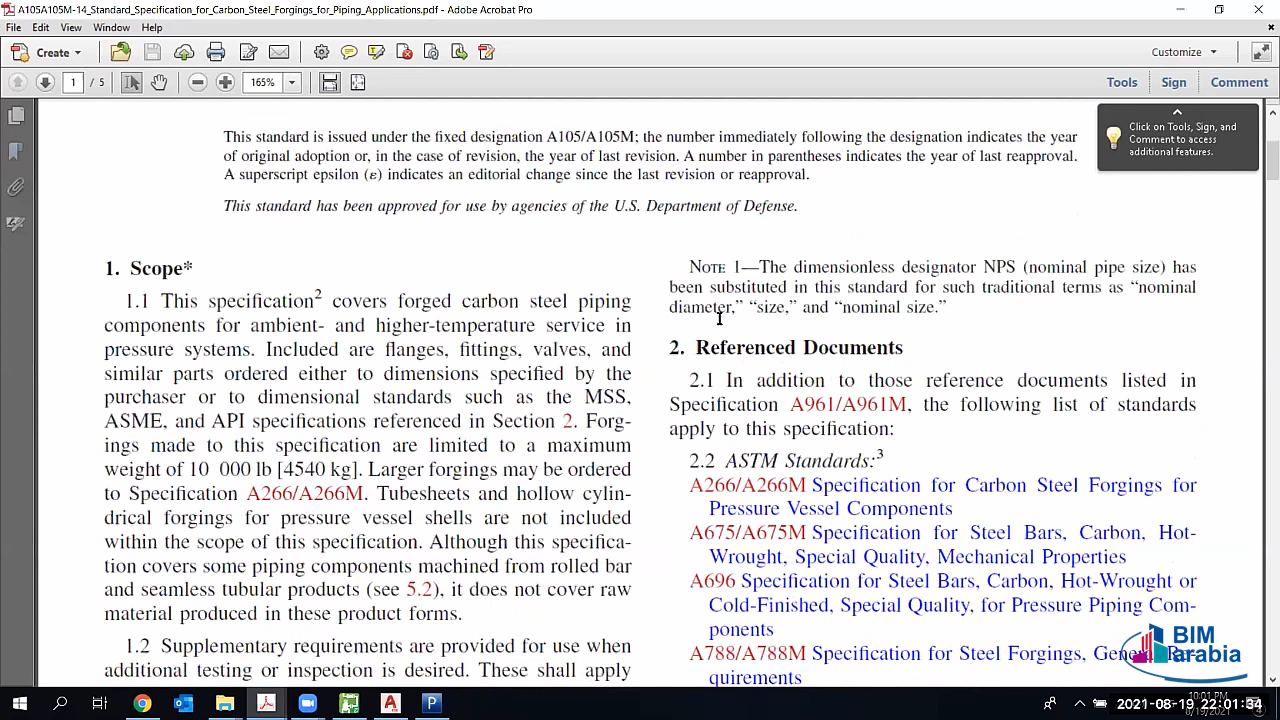 A105A105M-14_Standard_Specification_for_Carbon_Steel_Forgings_for_Piping_Applications.pdf - Adobe Acrobat Pro
File Edit View Window Help
Create
Customize
1 / 5
165%
Tools Sign Comment
Click on Tools, Sign, and
Comment to access
additional features.
This standard is issued under the fixed designation A105/A105M; the number immediately following the designation indicates the year
of original adoption or, in the case of revision, the year of last revision. A number in parentheses indicates the year of last reapproval.
A superscript epsilon (ε) indicates an editorial change since the last revision or reapproval.
This standard has been approved for use by agencies of the U.S. Department of Defense.
1. Scope*
1.1 This specification2 covers forged carbon steel piping
components for ambient- and higher-temperature service in
pressure systems. Included are flanges, fittings, valves, and
similar parts ordered either to dimensions specified by the
purchaser or to dimensional standards such as the MSS,
ASME, and API specifications referenced in Section 2. Forg-
ings made to this specification are limited to a maximum
weight of 10 000 lb [4540 kg]. Larger forgings may be ordered
to Specification A266/A266M. Tubesheets and hollow cylin-
drical forgings for pressure vessel shells are not included
within the scope of this specification. Although this specifica-
tion covers some piping components machined from rolled bar
and seamless tubular products (see 5.2), it does not cover raw
material produced in these product forms.
1.2 Supplementary requirements are provided for use when
additional testing or inspection is desired. These shall apply
NOTE 1—The dimensionless designator NPS (nominal pipe size) has
been substituted in this standard for such traditional terms as “nominal
diameter,” “size,” and “nominal size.”
2. Referenced Documents
2.1 In addition to those reference documents listed in
Specification A961/A961M, the following list of standards
apply to this specification:
2.2 ASTM Standards:3
A266/A266M Specification for Carbon Steel Forgings for
Pressure Vessel Components
A675/A675M Specification for Steel Bars, Carbon, Hot-
Wrought, Special Quality, Mechanical Properties
A696 Specification for Steel Bars, Carbon, Hot-Wrought or
Cold-Finished, Special Quality, for Pressure Piping Com-
ponents
A788/A788M Specification for Steel Forgings, General Re-
quirements
BIM
arabia
10:01 PM
8/19/2021
2021-08-19 22:01:34